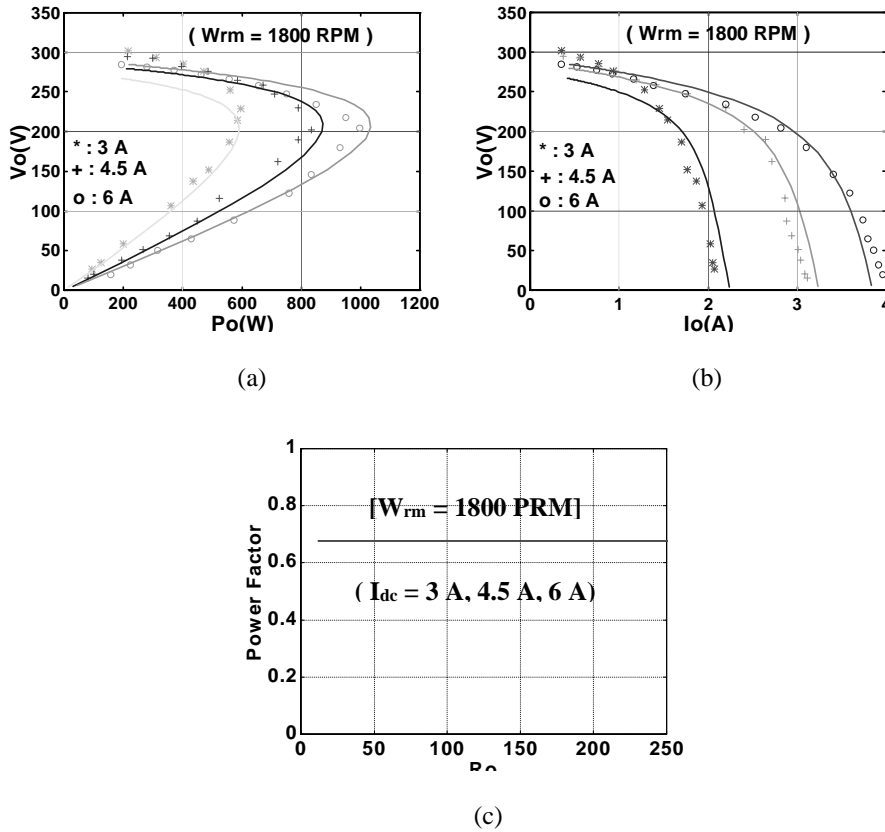 ( Wrm = 1800 RPM )
350
300
250
200
150
100
50
0
Vo(V)
* : 3 A
+ : 4.5 A
o : 6 A
0
200
400
600
800
1000
1200
Po(W)
(a)
( Wrm = 1800 RPM )
350
300
250
200
150
100
50
0
Vo(V)
* : 3 A
+ : 4.5 A
o : 6 A
0
1
2
3
4
Io(A)
(b)
1
0.8
0.6
0.4
0.2
0
Power Factor
[Wrm = 1800 PRM]
( Idc = 3 A, 4.5 A, 6 A)
0
50
100
150
200
250
Ro
(c)